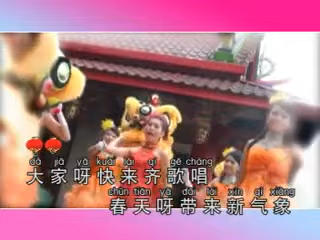 dà jiā yā kuài lái qí gē chàng
大家呀快来齐歌唱
chūn tiān yā dài lái xīn qì xiàng
春天呀带来新气象